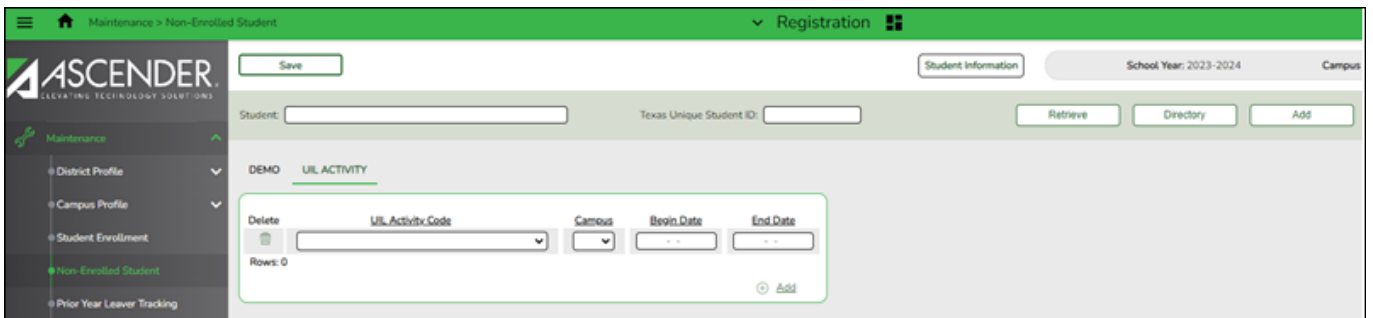 Maintenance > Non-Enrolled Student
Registration
ASCENDER
ELEVATING TECHNOLOGY SOLUTIONS
Save
Student Information
School Year: 2023-2024
Campus
Student:
Texas Unique Student ID:
Retrieve
Directory
Add
Maintenance
District Profile
Campus Profile
Student Enrollment
Non-Enrolled Student
Prior Year Leaver Tracking
DEMO
UIL ACTIVITY
Delete UIL Activity Code Campus Begin Date End Date
- - - -
Rows: 0
Add